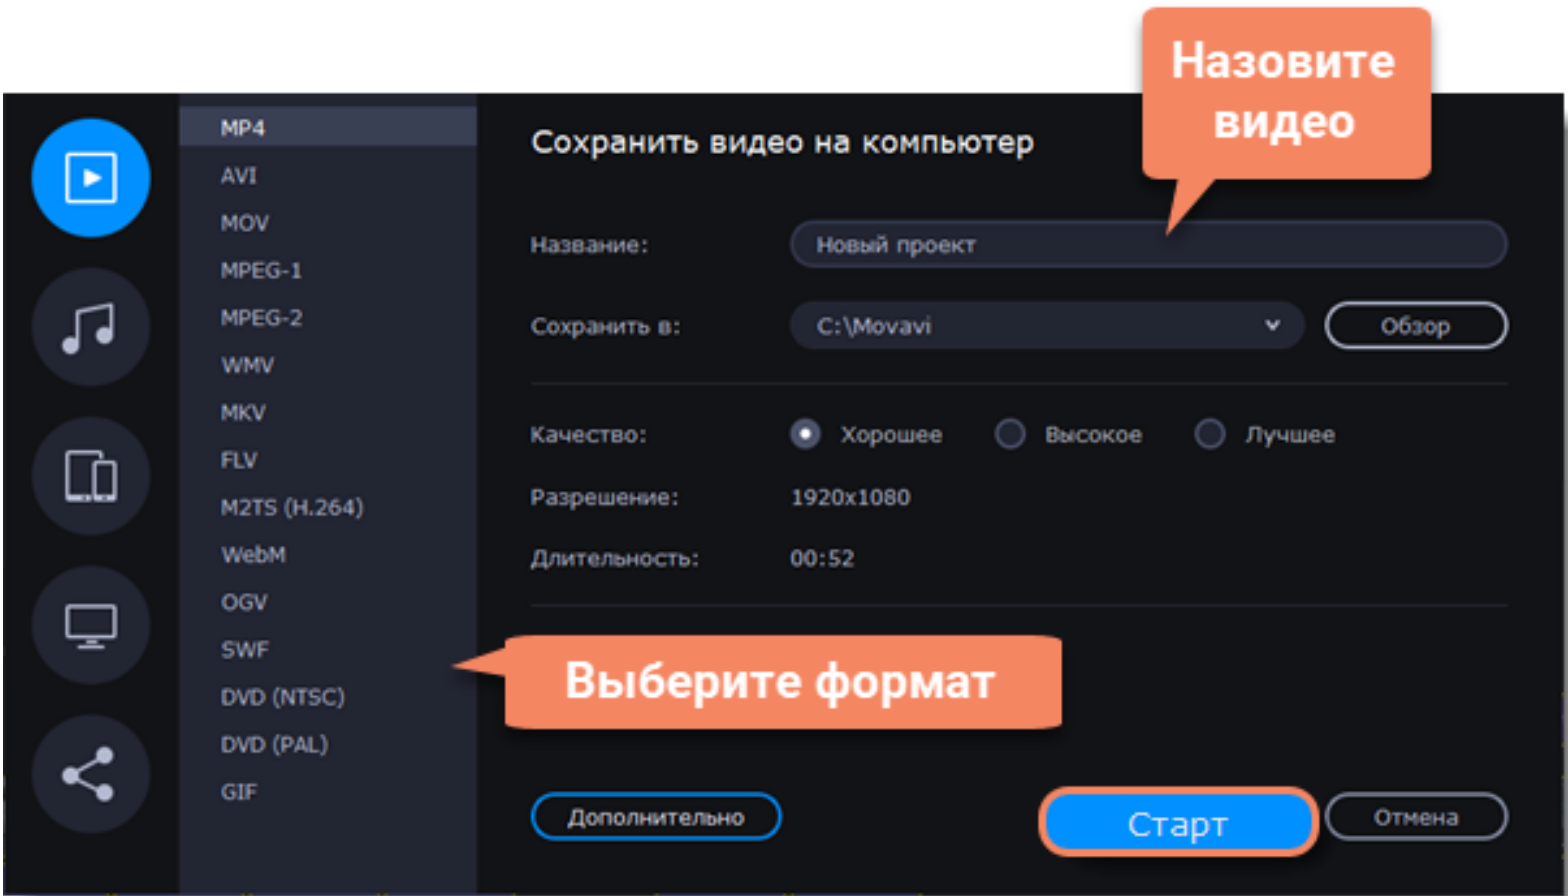 Назовите
видео
MP4
AVI
MOV
MPEG-1
MPEG-2
WMV
MKV
FLV
M2TS (H.264)
WebM
OGV
SWF
DVD (NTSC)
DVD (PAL)
GIF
Сохранить видео на компьютер
Название: Новый проект
Сохранить в: C:\Movavi Обзор
Качество: Хорошее Высокое Лучшее
Разрешение: 1920x1080
Длительность: 00:52
Выберите формат
Дополнительно Старт Отмена